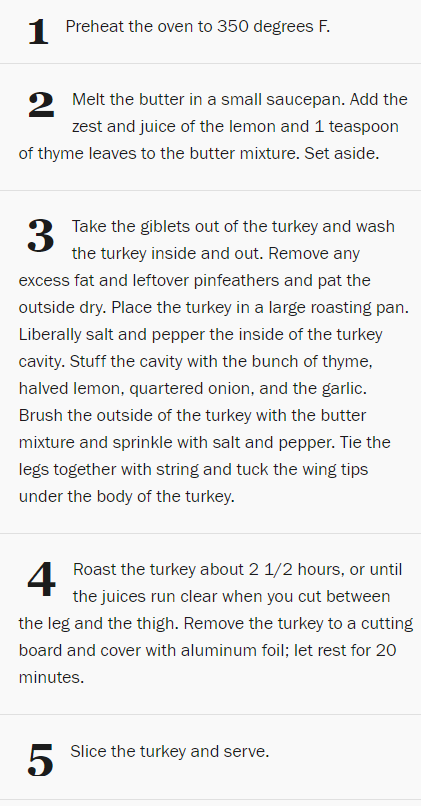 1 Preheat the oven to 350 degrees F.
2 Melt the butter in a small saucepan. Add the
zest and juice of the lemon and 1 teaspoon
of thyme leaves to the butter mixture. Set aside.
3 Take the giblets out of the turkey and wash
the turkey inside and out. Remove any
excess fat and leftover pinfeathers and pat the
outside dry. Place the turkey in a large roasting pan.
Liberally salt and pepper the inside of the turkey
cavity. Stuff the cavity with the bunch of thyme,
halved lemon, quartered onion, and the garlic.
Brush the outside of the turkey with the butter
mixture and sprinkle with salt and pepper. Tie the
legs together with string and tuck the wing tips
under the body of the turkey.
4 Roast the turkey about 2 1/2 hours, or until
the juices run clear when you cut between
the leg and the thigh. Remove the turkey to a cutting
board and cover with aluminum foil; let rest for 20
minutes.
5 Slice the turkey and serve.